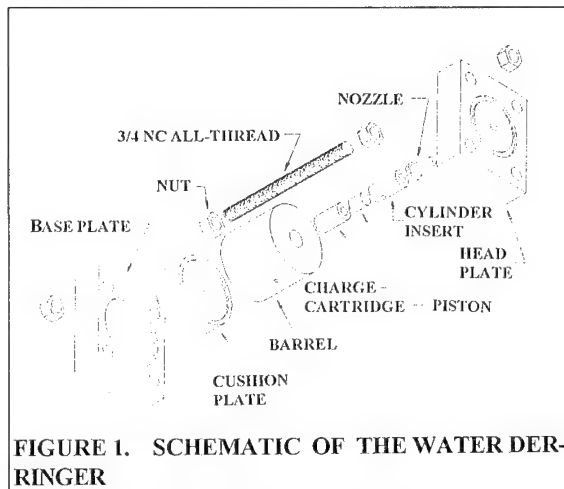 NOZZLE
3/4 NC ALL-THREAD
NUT
BASE PLATE
CYLINDER
INSERT
HEAD
PLATE
CHARGE -
CARTRIDGE -- PISTON
BARREL
CUSHION
PLATE
FIGURE 1. SCHEMATIC OF THE WATER DER-
RINGER